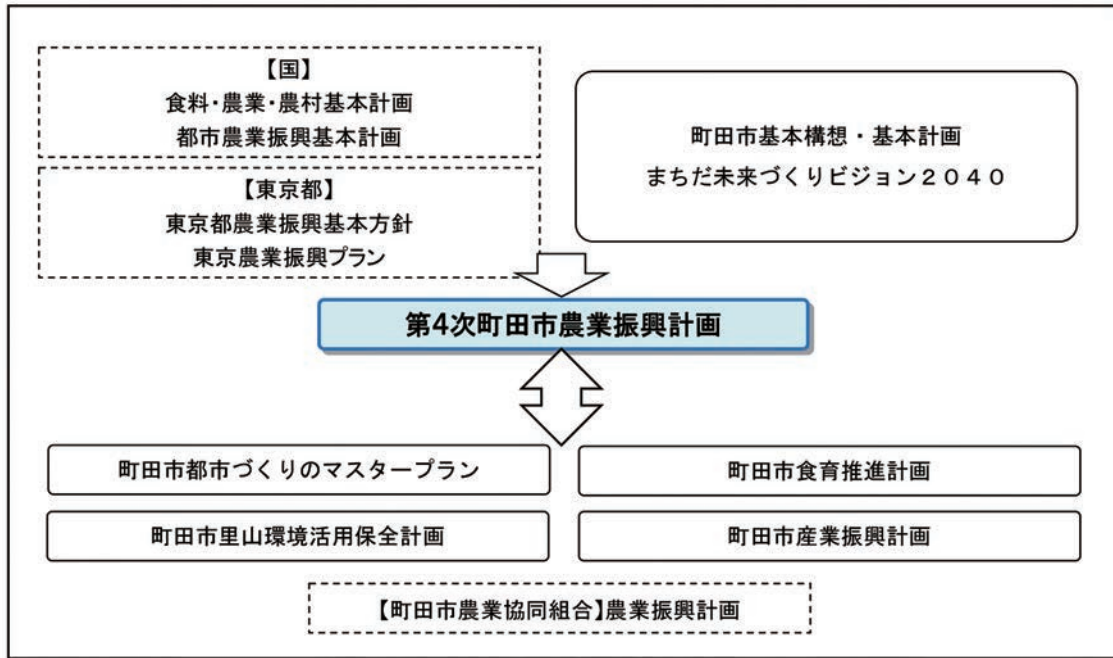 【国】
食料・農業・農村基本計画
都市農業振興基本計画
【東京都】
東京都農業振興基本方針
東京農業振興プラン
町田市基本構想・基本計画
まちだ未来づくりビジョン２０４０
第4次町田市農業振興計画
町田市都市づくりのマスタープラン
町田市食育推進計画
町田市里山環境活用保全計画
町田市産業振興計画
【町田市農業協同組合】農業振興計画